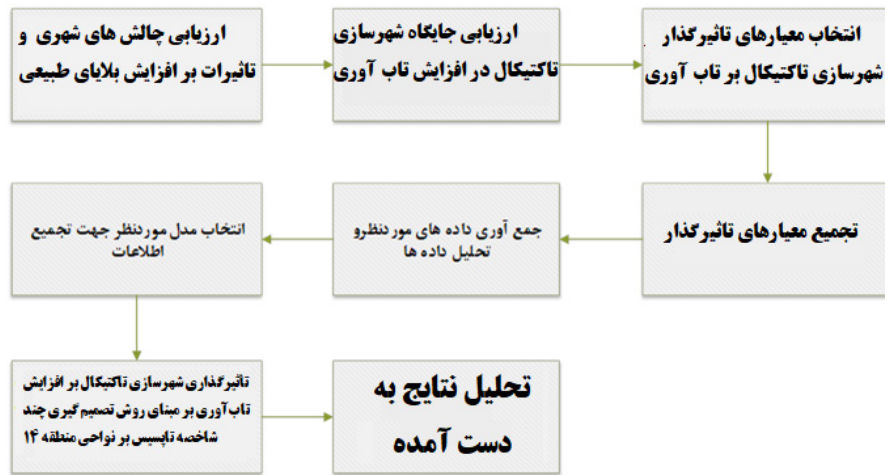 ارزیابی چالش های شهری و
تاثیرات بر افزایش بلایای طبیعی
ارزیابی جایگاه شهرسازی
تاکتیکال در افزایش تاب آوری
انتخاب معیارهای تاثیرگذار
شهرسازی تاکتیکال بر تاب آوری
تجمیع معیارهای تاثیرگذار
جمع آوری داده های موردنظرو
تحلیل داده ها
انتخاب مدل موردنظر جهت تجمیع
اطلاعات
تأثیرگذاری شهرسازی تاکتیکال بر افزایش
تاب‌آوری بر مبنای روش تصمیم گیری چند
شاخصه تاپسیس بر نواحی منطقه ۱۴
تحلیل نتایج به
دست آمده